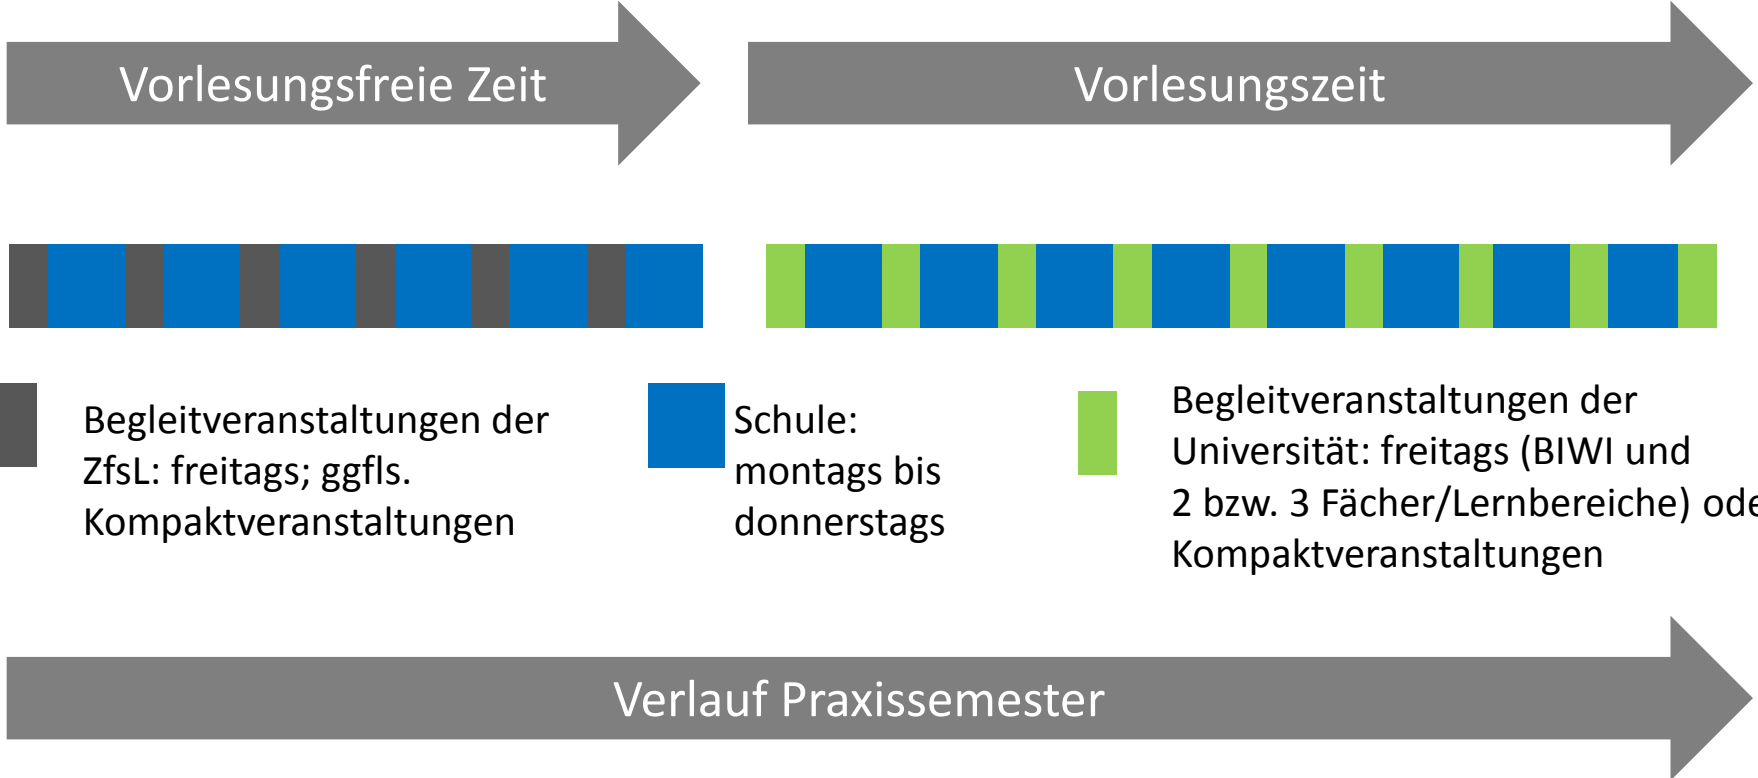 Vorlesungsfreie Zeit
Vorlesungszeit
Begleitveranstaltungen der
ZfsL: freitags; ggfls.
Kompaktveranstaltungen
Schule:
montags bis
donnerstags
Begleitveranstaltungen der
Universität: freitags (BIWI und
2 bzw. 3 Fächer/Lernbereiche) ode
Kompaktveranstaltungen
Verlauf Praxissemester